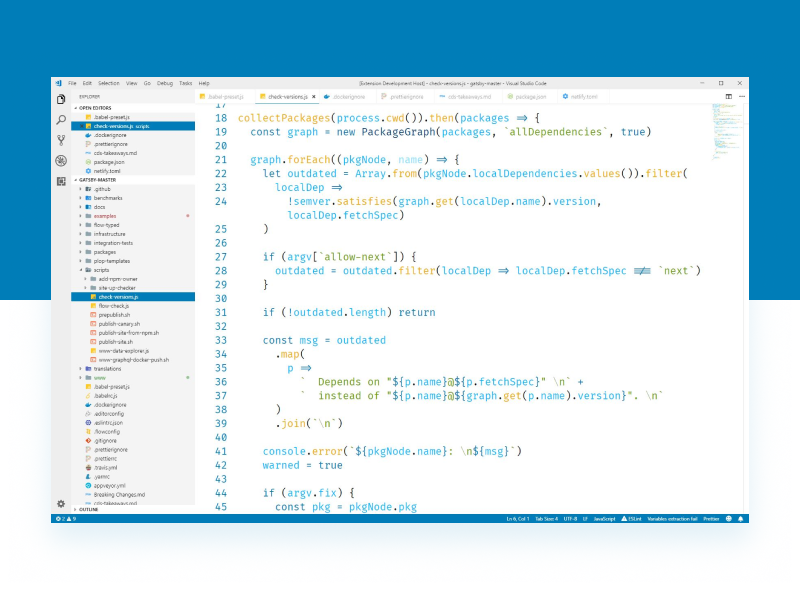 File Edit Selection View Go Debug Tasks Help
[Extension Development Host] - check-versions.js - gatsby-master - Visual Studio Code
EXPLORER
.babel-preset.js check-versions.js × .dockerignore .prettierignore cds-takeaways.md package.json netlify.toml
OPEN EDITORS
.babel-preset.js
check-versions.js scripts
.dockerignore
.prettierignore
cds-takeaways.md
package.json
netlify.toml
GATSBY-MASTER
.github
benchmarks
docs
examples
flow-typed
infrastructure
integration-tests
packages
plop-templates
scripts
add-npm-owner
site-up-checker
check-versions.js
flow-check.js
prepublish.sh
publish-canary.sh
publish-site-from-npm.sh
publish-site.sh
www-data-explorer.js
www-graphql-docker-push.sh
translations
www
.babel-preset.js
.babelrc.js
.dockerignore
.editorconfig
.eslintrc.json
.flowconfig
.gitignore
.prettierignore
.prettierrc
.travis.yml
.yarnrc
appveyor.yml
Breaking Changes.md
cds-takeaways.md
OUTLINE
17
18 collectPackages(process.cwd()).then(packages => {
19 const graph = new PackageGraph(packages, `allDependencies`, true)
20
21 graph.forEach((pkgNode, name) => {
22 let outdated = Array.from(pkgNode.localDependencies.values()).filter(
23 localDep =>
24 !semver.satisfies(graph.get(localDep.name).version,
localDep.fetchSpec)
25 )
26
27 if (argv[`allow-next`]) {
28 outdated = outdated.filter(localDep => localDep.fetchSpec !== `next`)
29 }
30
31 if (!outdated.length) return
32
33 const msg = outdated
34 .map(
35 p =>
36 `  Depends on "${p.name}@${p.fetchSpec}" \n` +
37 `  instead of "${p.name}@${graph.get(p.name).version}". \n`
38 )
39 .join(`\n`)
40
41 console.error(`${pkgNode.name}: \n${msg}`)
42 warned = true
43
44 if (argv.fix) {
45 const pkg = pkgNode.pkg
2 9 Ln 6, Col 1 Tab Size: 4 UTF-8 LF JavaScript ESLint Variables extraction fail Prettier